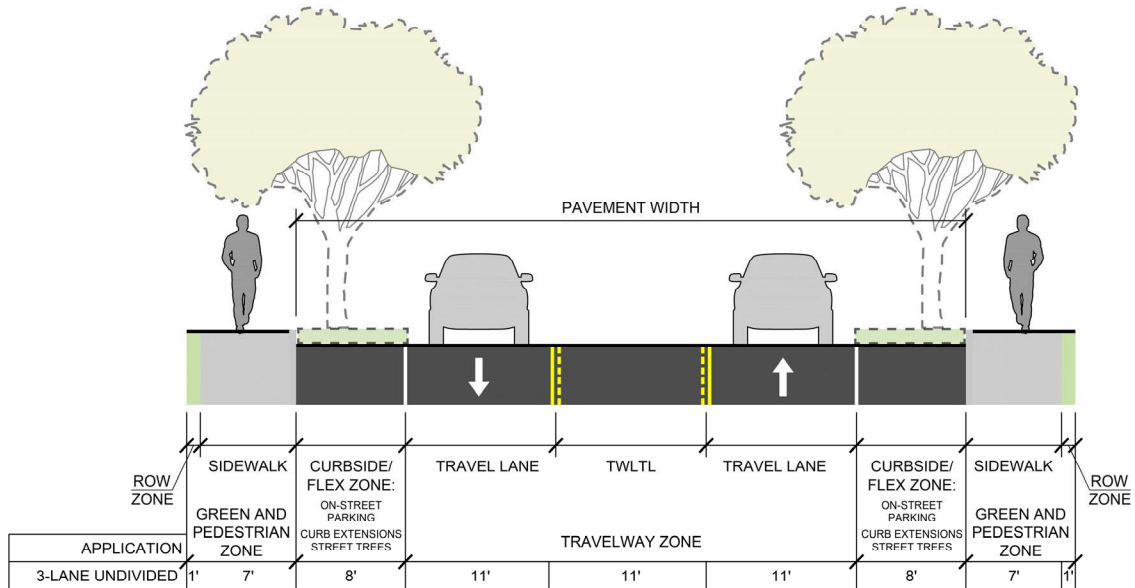 PAVEMENT WIDTH
ROW
ZONE
SIDEWALK
GREEN AND
PEDESTRIAN
ZONE
CURBSIDE/
FLEX ZONE:
ON-STREET
PARKING
CURB EXTENSIONS
STREET TREES
TRAVEL LANE
TWLTL
TRAVEL LANE
TRAVELWAY ZONE
CURBSIDE/
FLEX ZONE:
ON-STREET
PARKING
CURB EXTENSIONS
STREET TREES
SIDEWALK
GREEN AND
PEDESTRIAN
ZONE
ROW
ZONE
APPLICATION
3-LANE UNDIVIDED 1' 7' 8' 11' 11' 11' 8' 7' 1'